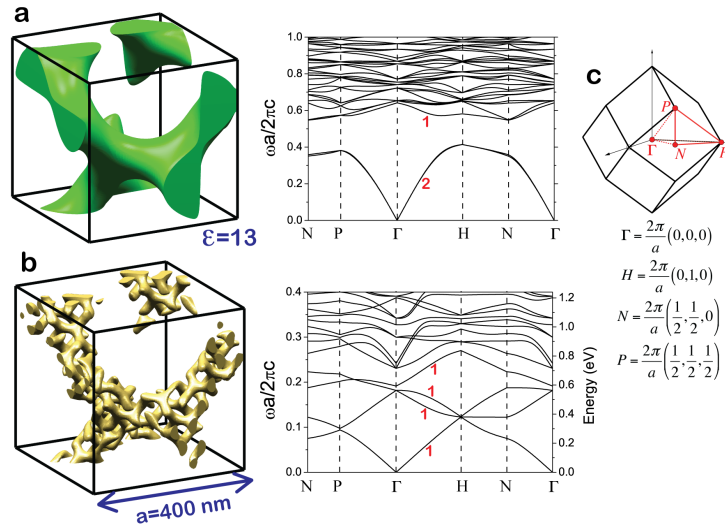 a
ε=13
1.0
0.8
0.6
0.4
0.2
0.0
ωa/2πc
1
2
N P Γ H N Γ
c
P
Γ
N
Γ = 2π/a (0,0,0)
H = 2π/a (0,1,0)
N = 2π/a (1/2, 1/2, 0)
P = 2π/a (1/2, 1/2, 1/2)
b
a=400 nm
0.4
0.3
0.2
0.1
0.0
ωa/2πc
1
1
1
1
N P Γ H N Γ
1.2
1.0
0.8
0.6
0.4
0.2
0.0
Energy (eV)